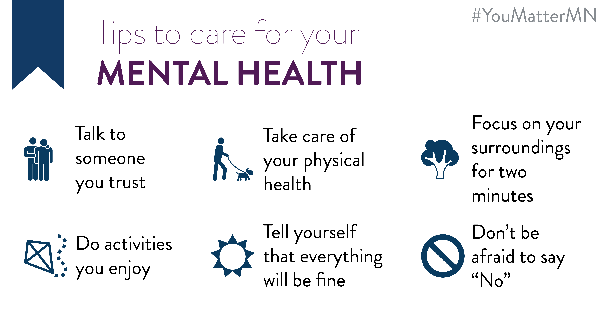 #YouMatterMN
Tips to care for your
MENTAL HEALTH
Talk to
someone
you trust
Take care of
your physical
health
Focus on your
surroundings
for two
minutes
Do activities
you enjoy
Tell yourself
that everything
will be fine
Don't be
afraid to say
“No”